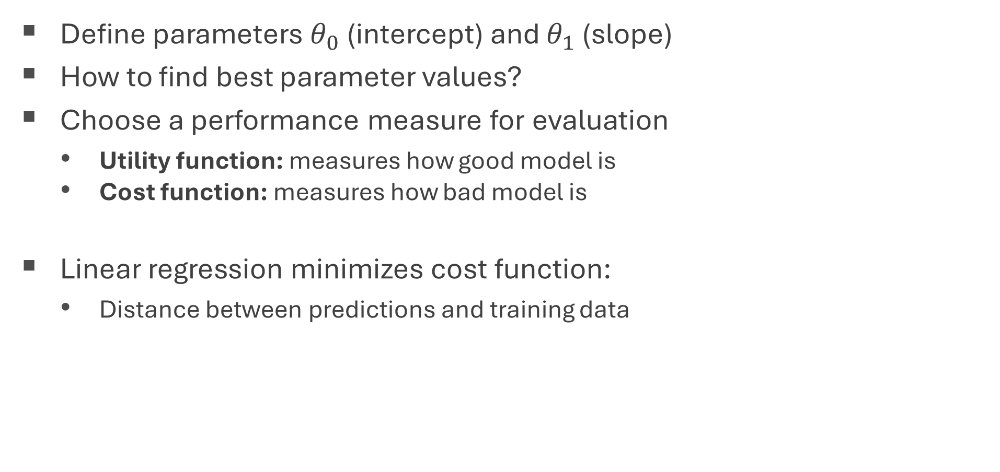 ▪ Define parameters θ₀ (intercept) and θ₁ (slope)
▪ How to find best parameter values?
▪ Choose a performance measure for evaluation
• Utility function: measures how good model is
• Cost function: measures how bad model is
▪ Linear regression minimizes cost function:
• Distance between predictions and training data